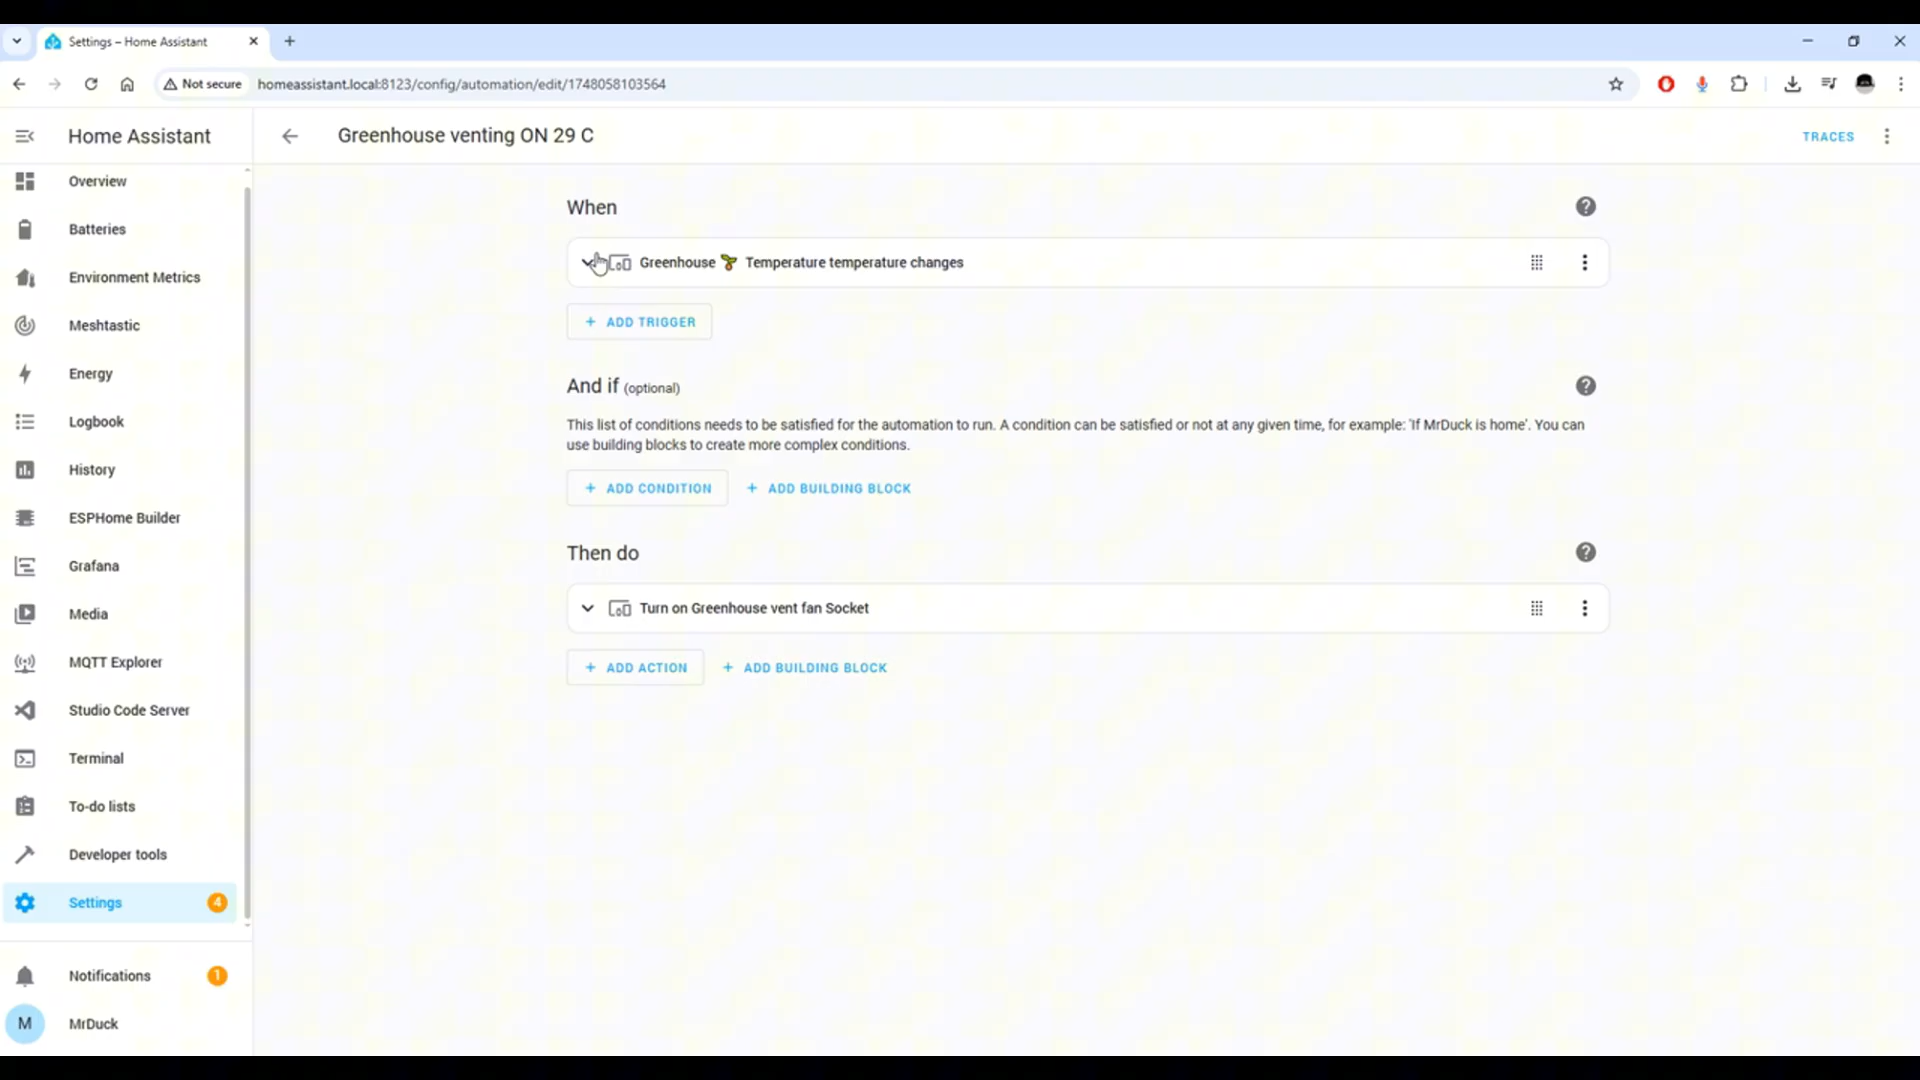 Settings – Home Assistant
Not secure
homeassistant.local:8123/config/automation/edit/1748058103564
Home Assistant
Greenhouse venting ON 29 C
TRACES
Overview
Batteries
Environment Metrics
Meshtastic
Energy
Logbook
History
ESPHome Builder
Grafana
Media
MQTT Explorer
Studio Code Server
Terminal
To-do lists
Developer tools
Settings
4
Notifications
1
M
MrDuck
When
Greenhouse 🌱 Temperature temperature changes
+ ADD TRIGGER
And if (optional)
This list of conditions needs to be satisfied for the automation to run. A condition can be satisfied or not at any given time, for example: 'If MrDuck is home'. You can
use building blocks to create more complex conditions.
+ ADD CONDITION + ADD BUILDING BLOCK
Then do
Turn on Greenhouse vent fan Socket
+ ADD ACTION + ADD BUILDING BLOCK